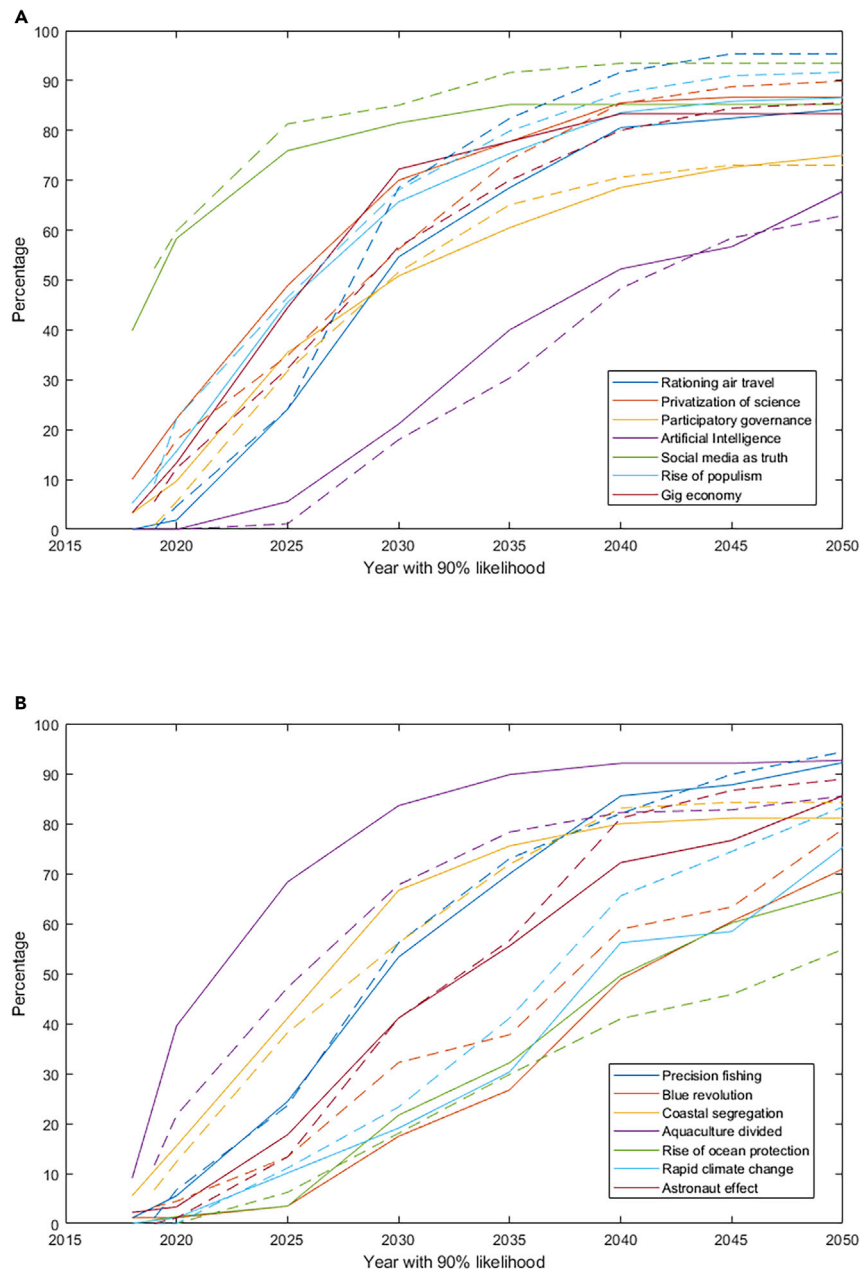 A
100
90
80
70
60
50
40
30
20
10
0
Percentage
Rationing air travel
Privatization of science
Participatory governance
Artificial Intelligence
Social media as truth
Rise of populism
Gig economy
2015 2020 2025 2030 2035 2040 2045 2050
Year with 90% likelihood
B
100
90
80
70
60
50
40
30
20
10
0
Percentage
Precision fishing
Blue revolution
Coastal segregation
Aquaculture divided
Rise of ocean protection
Rapid climate change
Astronaut effect
2015 2020 2025 2030 2035 2040 2045 2050
Year with 90% likelihood